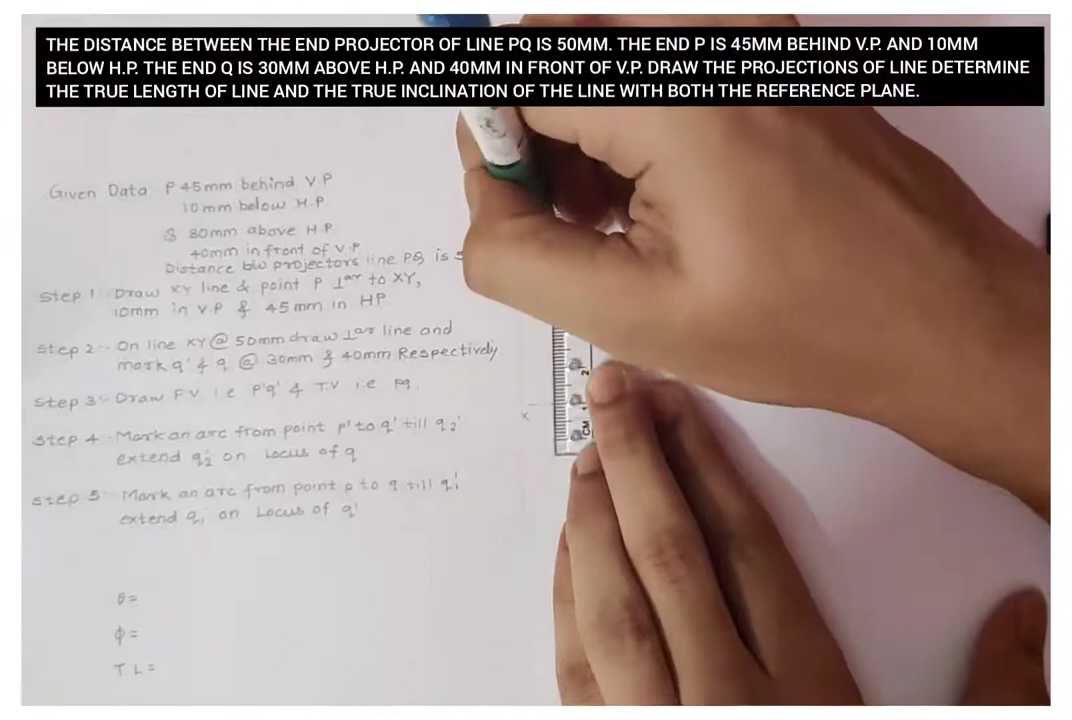 THE DISTANCE BETWEEN THE END PROJECTOR OF LINE PQ IS 50MM. THE END P IS 45MM BEHIND V.P. AND 10MM
BELOW H.P. THE END Q IS 30MM ABOVE H.P. AND 40MM IN FRONT OF V.P. DRAW THE PROJECTIONS OF LINE DETERMINE
THE TRUE LENGTH OF LINE AND THE TRUE INCLINATION OF THE LINE WITH BOTH THE REFERENCE PLANE.
Given Data P 45mm behind V.P
10mm below H.P
Q 30mm above H.P
40mm in front of V.P
Distance b/w projectors line PQ is 5
Step 1 Draw XY line & point P ⊥ar to XY,
10mm in V.P & 45mm in HP
Step 2:- On line XY @ 50mm draw ⊥ar line and
mark q' & q @ 30mm & 40mm Respectively
Step 3:- Draw F.V i.e P'q' & T.V i.e Pq.
Step 4 - Mark an arc from point p' to q' till q2'
extend q2' on Locus of q
Step 5 Mark an arc from point p to q till q1'
extend q1 on Locus of q'
θ=
ϕ=
TL=
x
2
1
CM